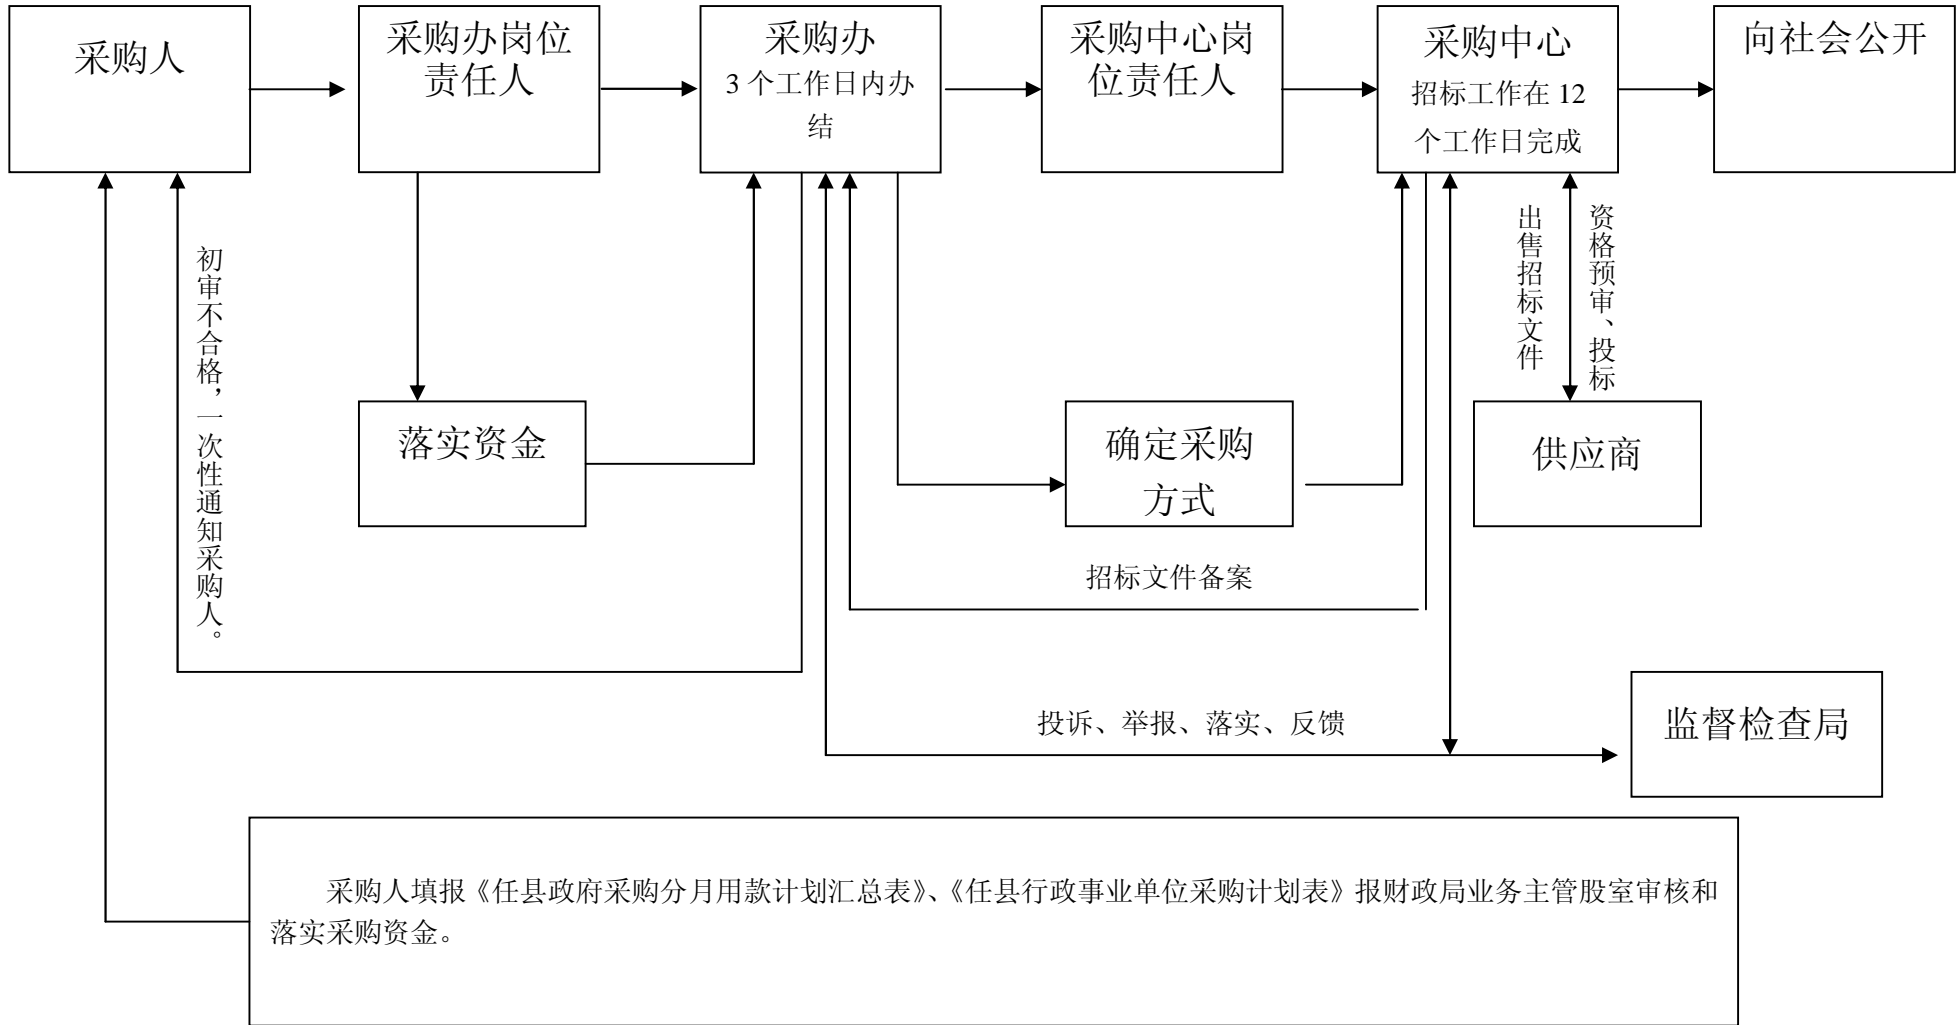 采购人
采购办岗位
责任人
采购办
3 个工作日内办
结
采购中心岗
位责任人
采购中心
招标工作在 12
个工作日完成
向社会公开
初审不合格，一次性通知采购人。
出售招标文件
资格预审、投标
落实资金
确定采购
方式
供应商
招标文件备案
投诉、举报、落实、反馈
监督检查局
采购人填报《任县政府采购分月用款计划汇总表》、《任县行政事业单位采购计划表》报财政局业务主管股室审核和
落实采购资金。